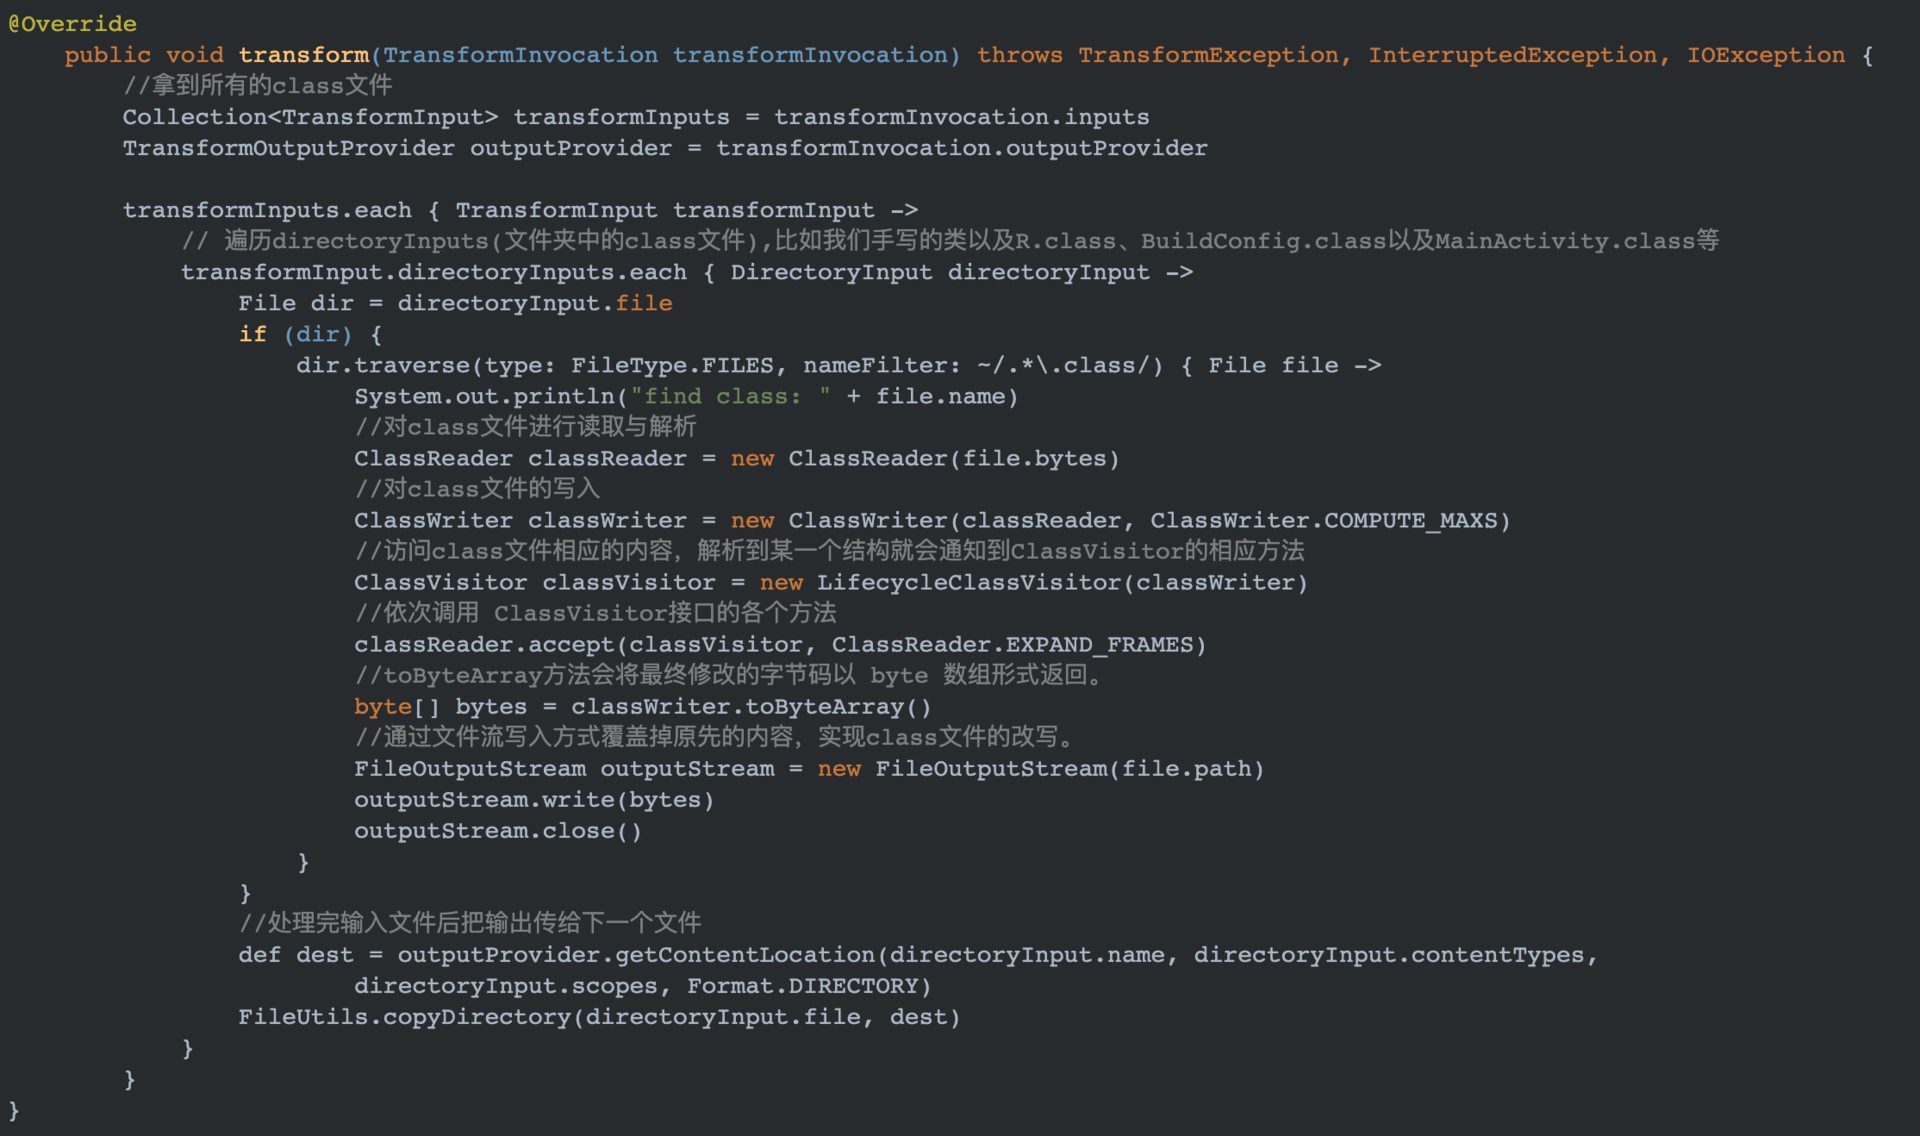 @Override
public void transform(TransformInvocation transformInvocation) throws TransformException, InterruptedException, IOException {
//拿到所有的class文件
Collection<TransformInput> transformInputs = transformInvocation.inputs
TransformOutputProvider outputProvider = transformInvocation.outputProvider
transformInputs.each { TransformInput transformInput ->
// 遍历directoryInputs(文件夹中的class文件),比如我们手写的类以及R.class、BuildConfig.class以及MainActivity.class等
transformInput.directoryInputs.each { DirectoryInput directoryInput ->
File dir = directoryInput.file
if (dir) {
dir.traverse(type: FileType.FILES, nameFilter: ~/.*\.class/) { File file ->
System.out.println("find class: " + file.name)
//对class文件进行读取与解析
ClassReader classReader = new ClassReader(file.bytes)
//对class文件的写入
ClassWriter classWriter = new ClassWriter(classReader, ClassWriter.COMPUTE_MAXS)
//访问class文件相应的内容，解析到某一个结构就会通知到ClassVisitor的相应方法
ClassVisitor classVisitor = new LifecycleClassVisitor(classWriter)
//依次调用 ClassVisitor接口的各个方法
classReader.accept(classVisitor, ClassReader.EXPAND_FRAMES)
//toByteArray方法会将最终修改的字节码以 byte 数组形式返回。
byte[] bytes = classWriter.toByteArray()
//通过文件流写入方式覆盖掉原先的内容，实现class文件的改写。
FileOutputStream outputStream = new FileOutputStream(file.path)
outputStream.write(bytes)
outputStream.close()
}
}
//处理完输入文件后把输出传给下一个文件
def dest = outputProvider.getContentLocation(directoryInput.name, directoryInput.contentTypes,
directoryInput.scopes, Format.DIRECTORY)
FileUtils.copyDirectory(directoryInput.file, dest)
}
}
}